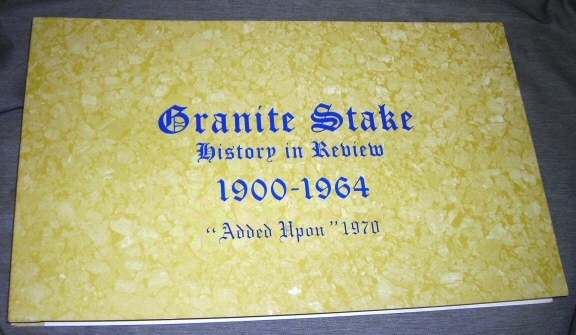 Granite Stake
History in Review
1900-1964
“Added Upon” 1970